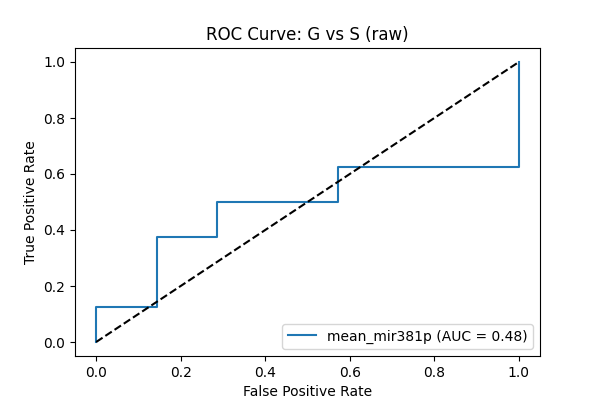 ROC Curve: G vs S (raw)
True Positive Rate
1.0
0.8
0.6
0.4
0.2
0.0
mean_mir381p (AUC = 0.48)
0.0 0.2 0.4 0.6 0.8 1.0
False Positive Rate